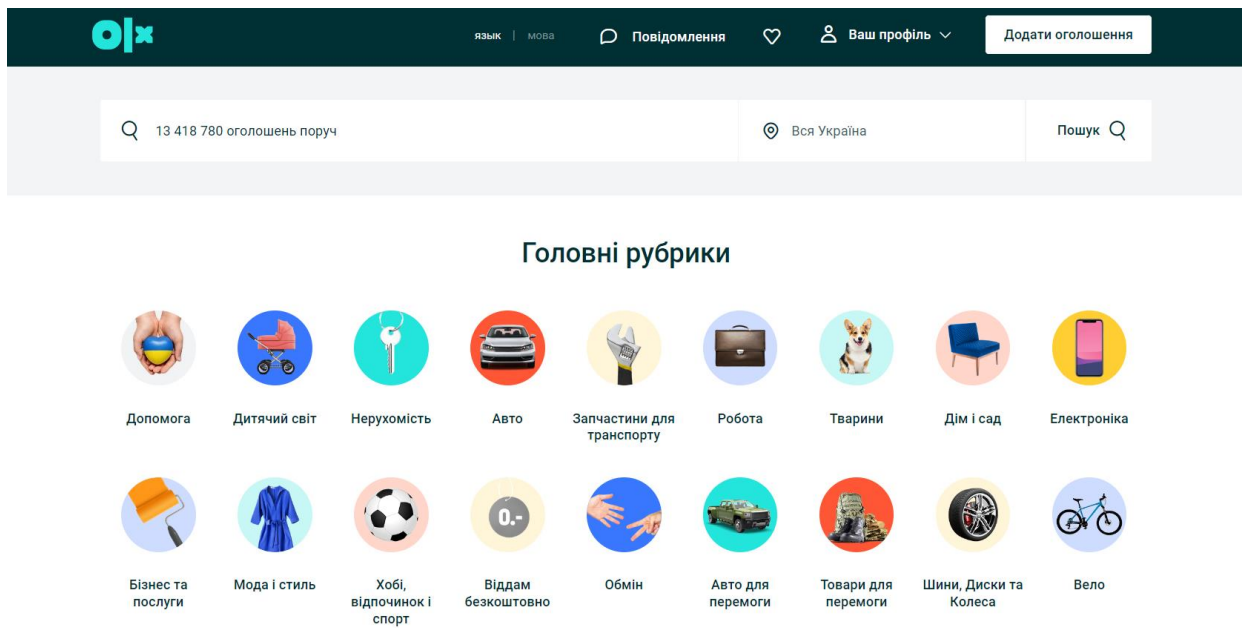 olx
язык | мова
Повідомлення
Ваш профіль
Додати оголошення
13 418 780 оголошень поруч
Вся Україна
Пошук
Головні рубрики
Допомога
Дитячий світ
Нерухомість
Авто
Запчастини для
транспорту
Робота
Тварини
Дім і сад
Електроніка
Бізнес та
послуги
Мода і стиль
Хобі,
відпочинок і
спорт
0.-
Віддам
безкоштовно
Обмін
Авто для
перемоги
Товари для
перемоги
Шини, Диски та
Колеса
Вело